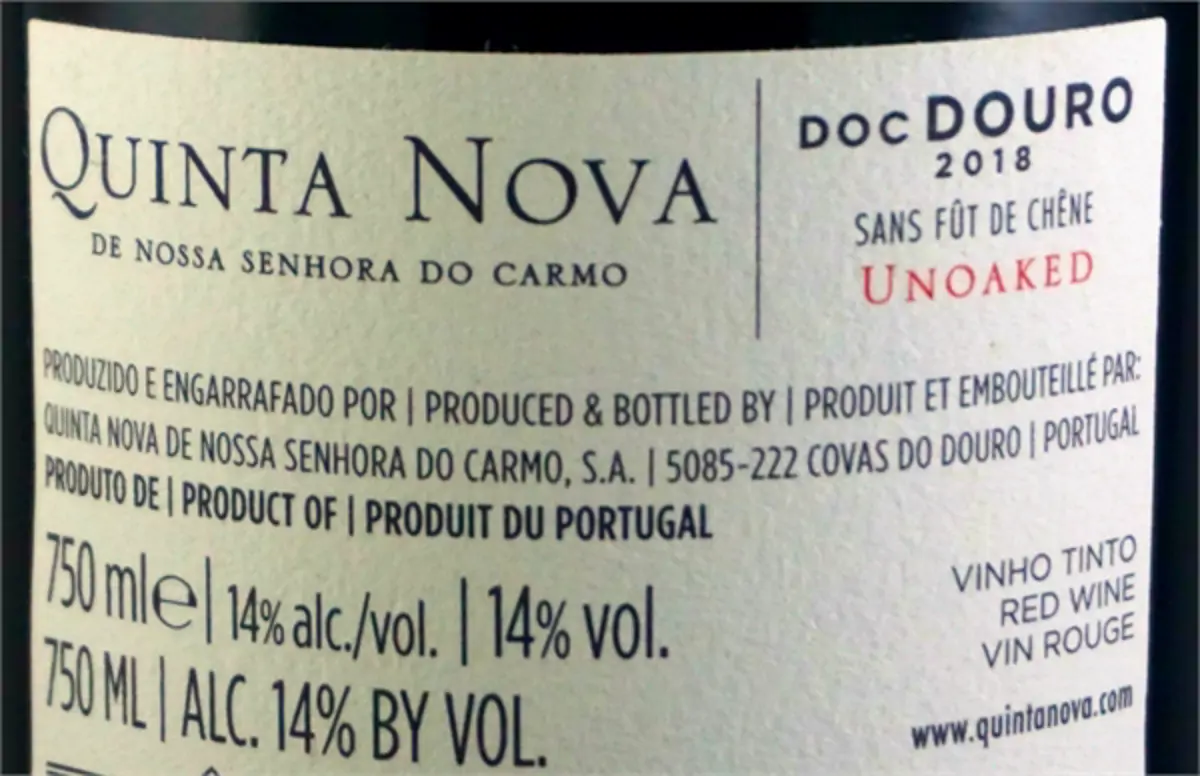 QUINTA NOVA
DE NOSSA SENHORA DO CARMO
DOC DOURO
2018
SANS FÛT DE CHÊNE
UNOAKED
PRODUZIDO E ENGARRAFADO POR | PRODUCED & BOTTLED BY | PRODUIT ET EMBOUTEILLÉ PAR:
QUINTA NOVA DE NOSSA SENHORA DO CARMO, S.A. | 5085-222 COVAS DO DOURO | PORTUGAL
PRODUTO DE | PRODUCT OF | PRODUIT DU PORTUGAL
750 mle | 14% alc./vol. | 14% vol.
750 ML | ALC. 14% BY VOL.
VINHO TINTO
RED WINE
VIN ROUGE
www.quintanova.com